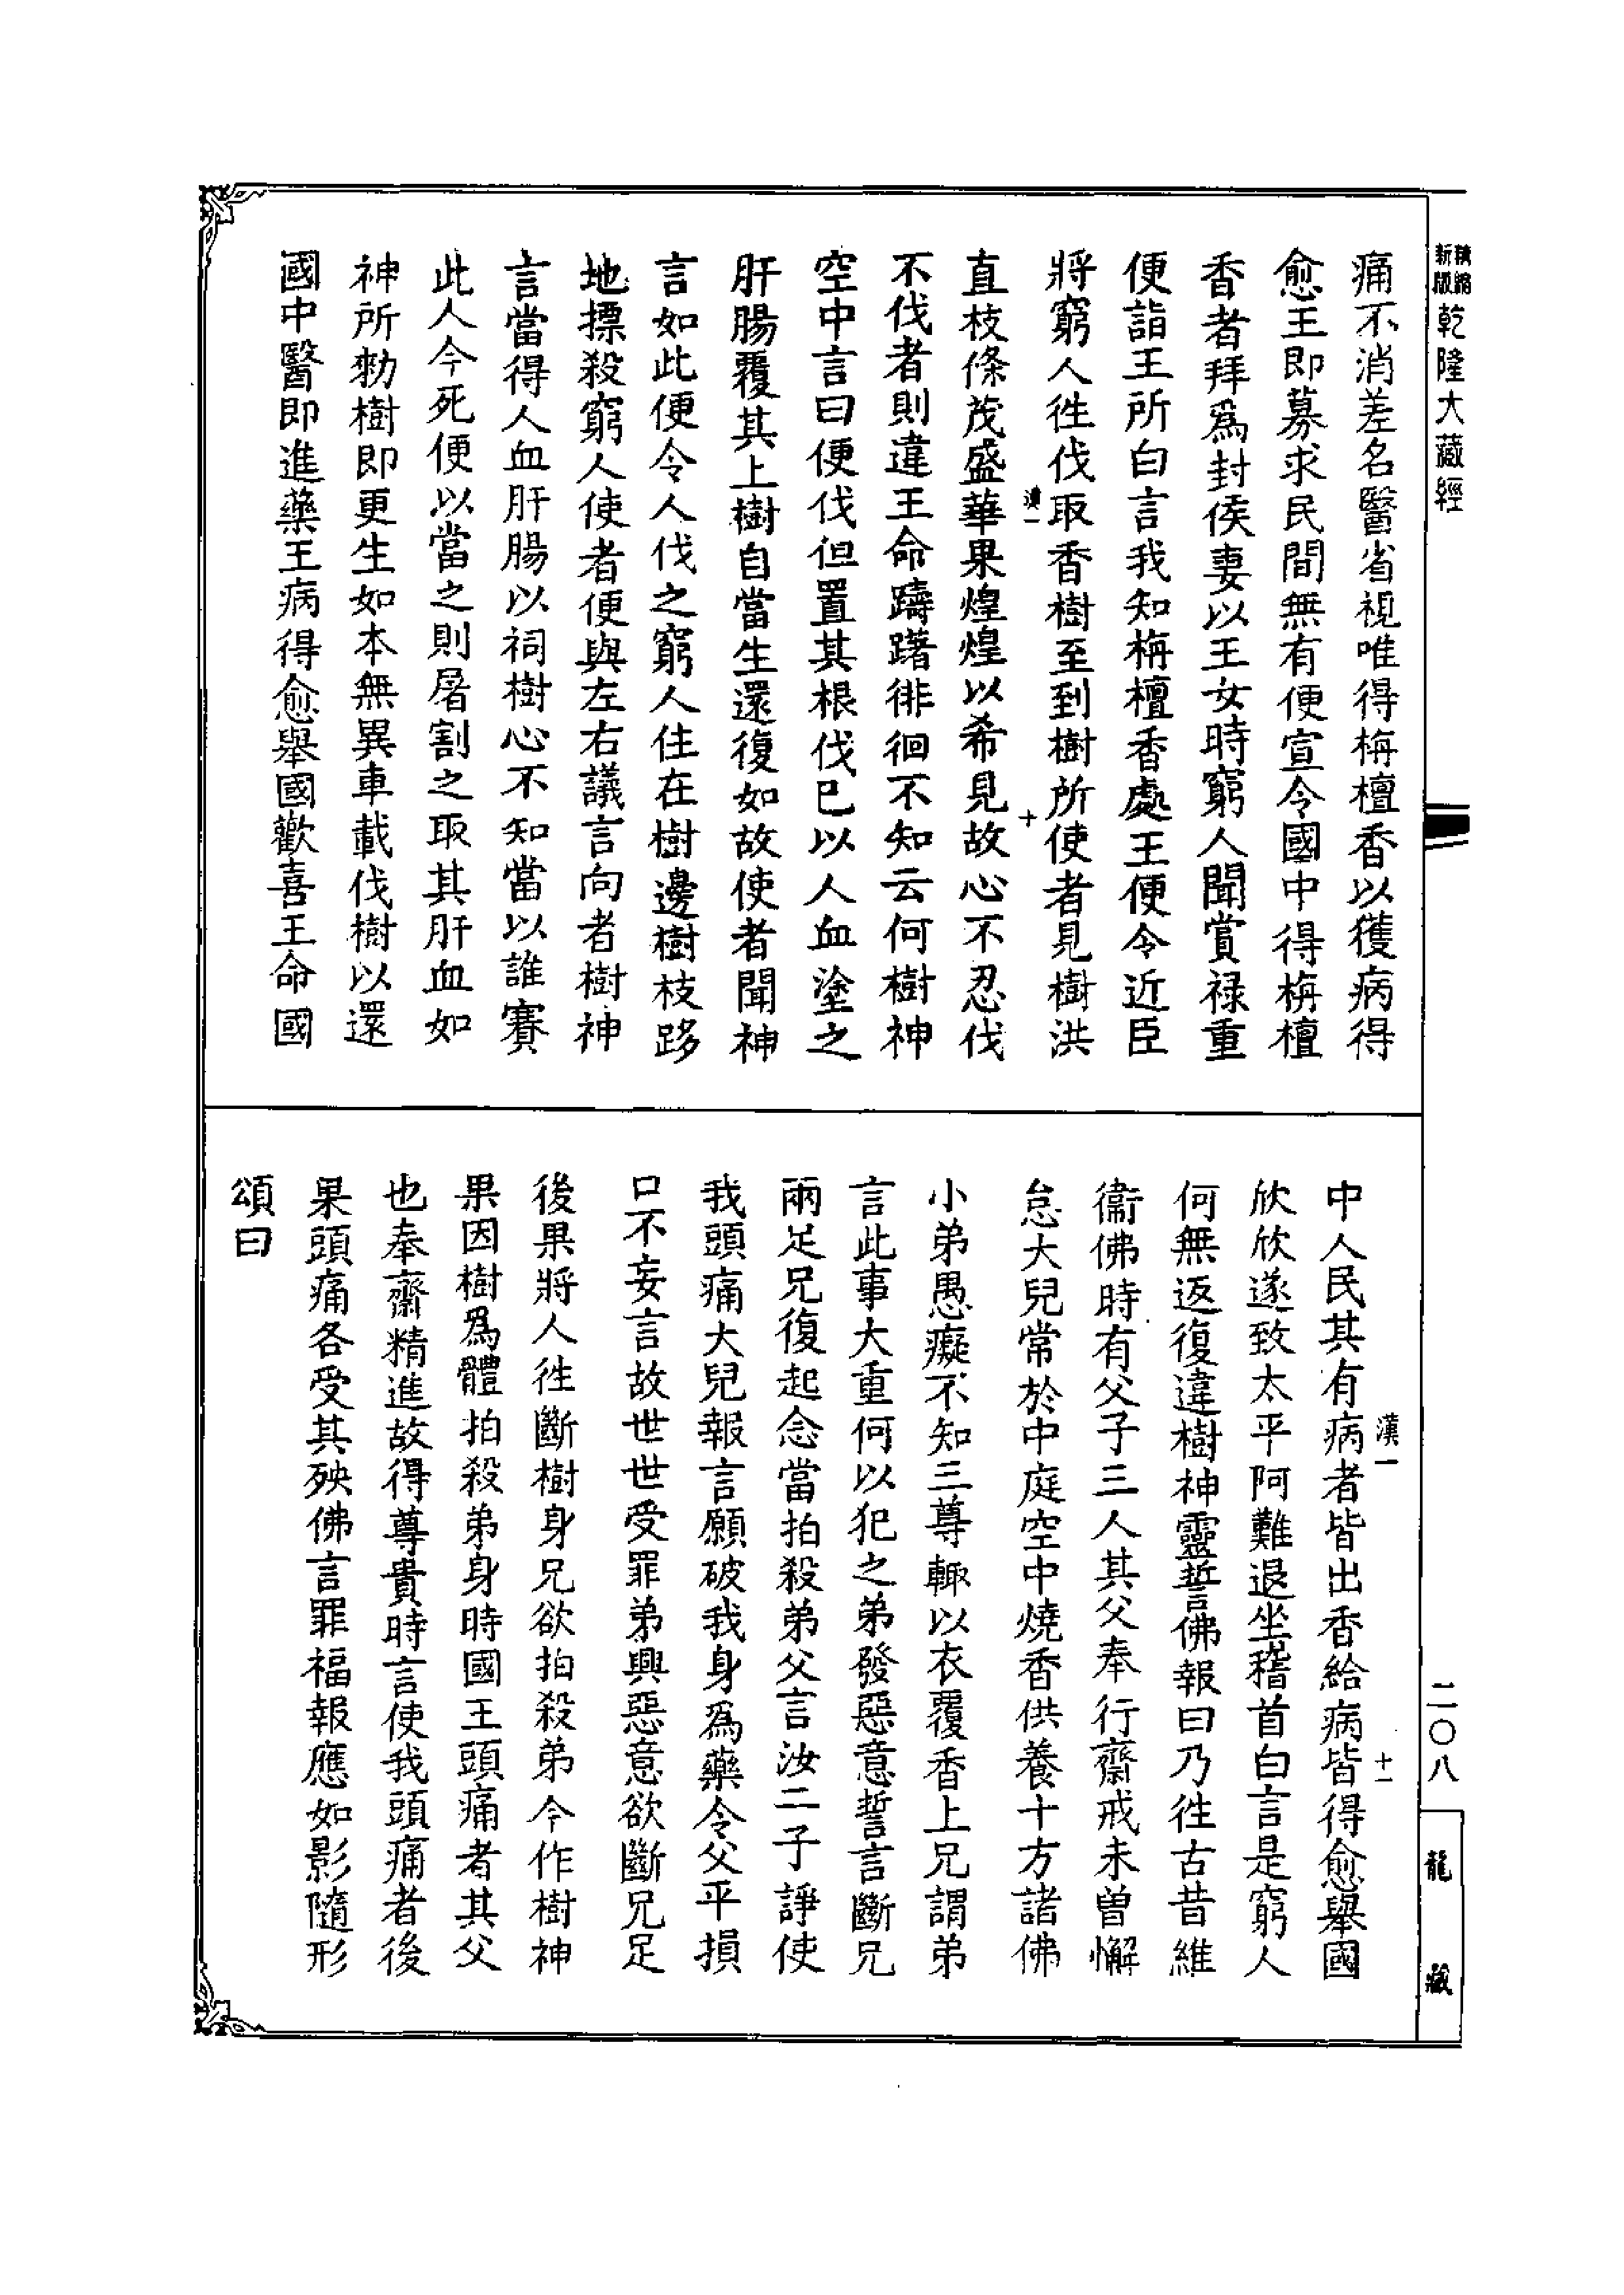 新版
精縮
乾隆大藏經
痛不消差名醫省視唯得栴檀香以獲病得
愈王即募求民間無有便宣令國中得栴檀
香者拜爲封侯妻以王女時窮人聞賞祿重
便詣王所白言我知栴檀香處王便令近臣
將窮人徃伐取香樹至到樹所使者見樹洪
漢一
十
直枝條茂盛華果煌煌以希見故心不忍伐
不伐者則違王命躊躇徘徊不知云何樹神
空中言曰便伐但置其根伐已以人血塗之
肝腸覆其上樹自當生還復如故使者聞神
言如此便令人伐之窮人住在樹邊樹枝跢
地摽殺窮人使者便與左右議言向者樹神
言當得人血肝腸以祠樹心不知當以誰賽
此人今死便以當之則屠割之取其肝血如
神所勑樹即更生如本無異車載伐樹以還
國中醫即進藥王病得愈舉國歡喜王命國
漢一
十一
中人民其有病者皆出香給病皆得愈舉國
欣欣遂致太平阿難退坐稽首白言是窮人
何無返復違樹神靈誓佛報曰乃徃古昔維
衞佛時有父子三人其父奉行齋戒未曽懈
怠大兒常於中庭空中燒香供養十方諸佛
小弟愚癡不知三尊輙以衣覆香上兄謂弟
言此事大重何以犯之弟發惡意誓言斷兄
兩足兄復起念當拍殺弟父言汝二子諍使
我頭痛大兒報言願破我身爲藥令父平損
口不妄言故世世受罪弟興惡意欲斷兄足
後果將人徃斷樹身兄欲拍殺弟今作樹神
果因樹爲體拍殺弟身時國王頭痛者其父
也奉齋精進故得尊貴時言使我頭痛者後
果頭痛各受其殃佛言罪福報應如影隨形
頌曰
二〇八
龍藏